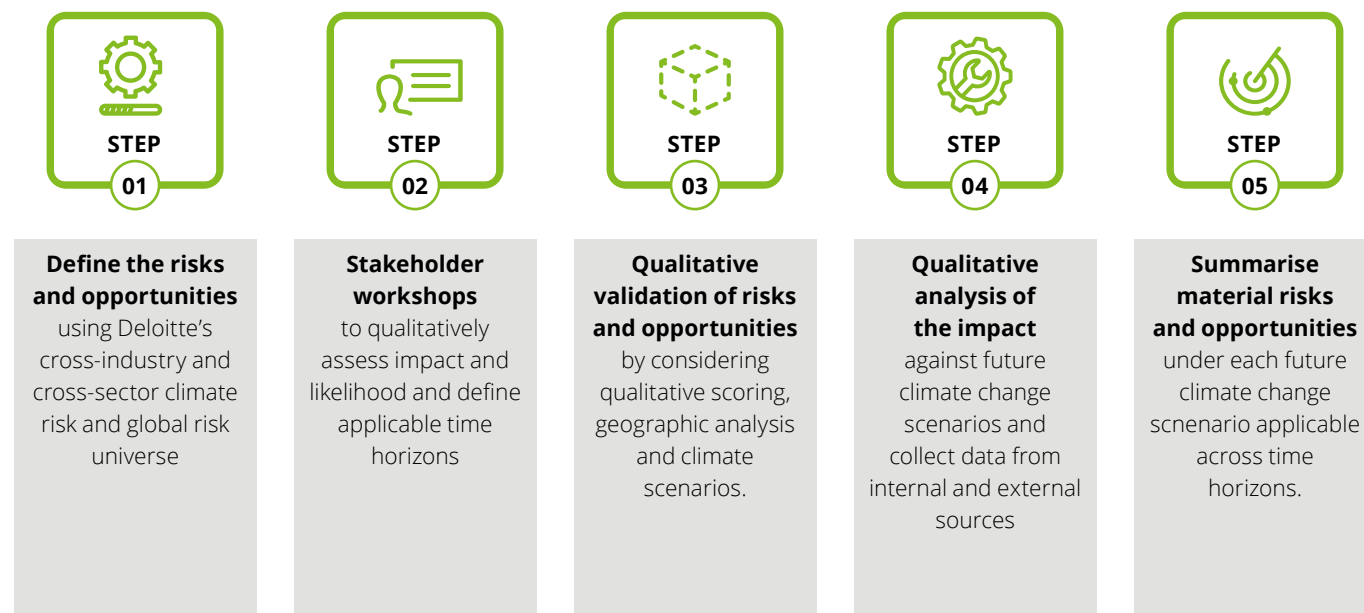 STEP
01
Define the risks
and opportunities
using Deloitte's
cross-industry and
cross-sector climate
risk and global risk
universe
STEP
02
Stakeholder
workshops
to qualitatively
assess impact and
likelihood and define
applicable time
horizons
STEP
03
Qualitative
validation of risks
and opportunities
by considering
qualitative scoring,
geographic analysis
and climate
scenarios.
STEP
04
Qualitative
analysis of
the impact
against future
climate change
scenarios and
collect data from
internal and external
sources
STEP
05
Summarise
material risks
and opportunities
under each future
climate change
scnenario applicable
across time
horizons.